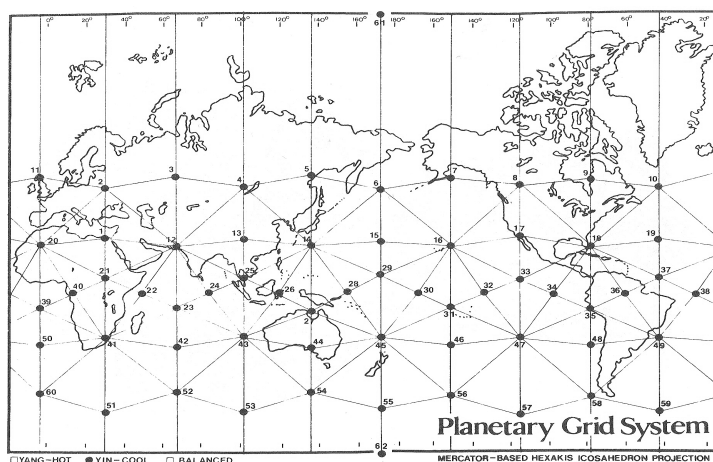 61
0° 20° 40° 60° 80° 100° 120° 140° 160° 180° 160° 140° 120° 100° 80° 60° 40° 20°
11 2 3 4 5 6 7 8 9 10
20 1 12 13 14 15 16 17 18 19
40 21 22 24 25 26 28 29 30 32 33 34 36 37 38
39 23 27 31 35
50 41 42 43 44 45 46 47 48 49
60 51 52 53 54 55 56 57 58 59
Planetary Grid System
62
YANG-HOT YIN-COOL BALANCED MERCATOR-BASED HEXAKIS ICOSAHEDRON PROJECTION